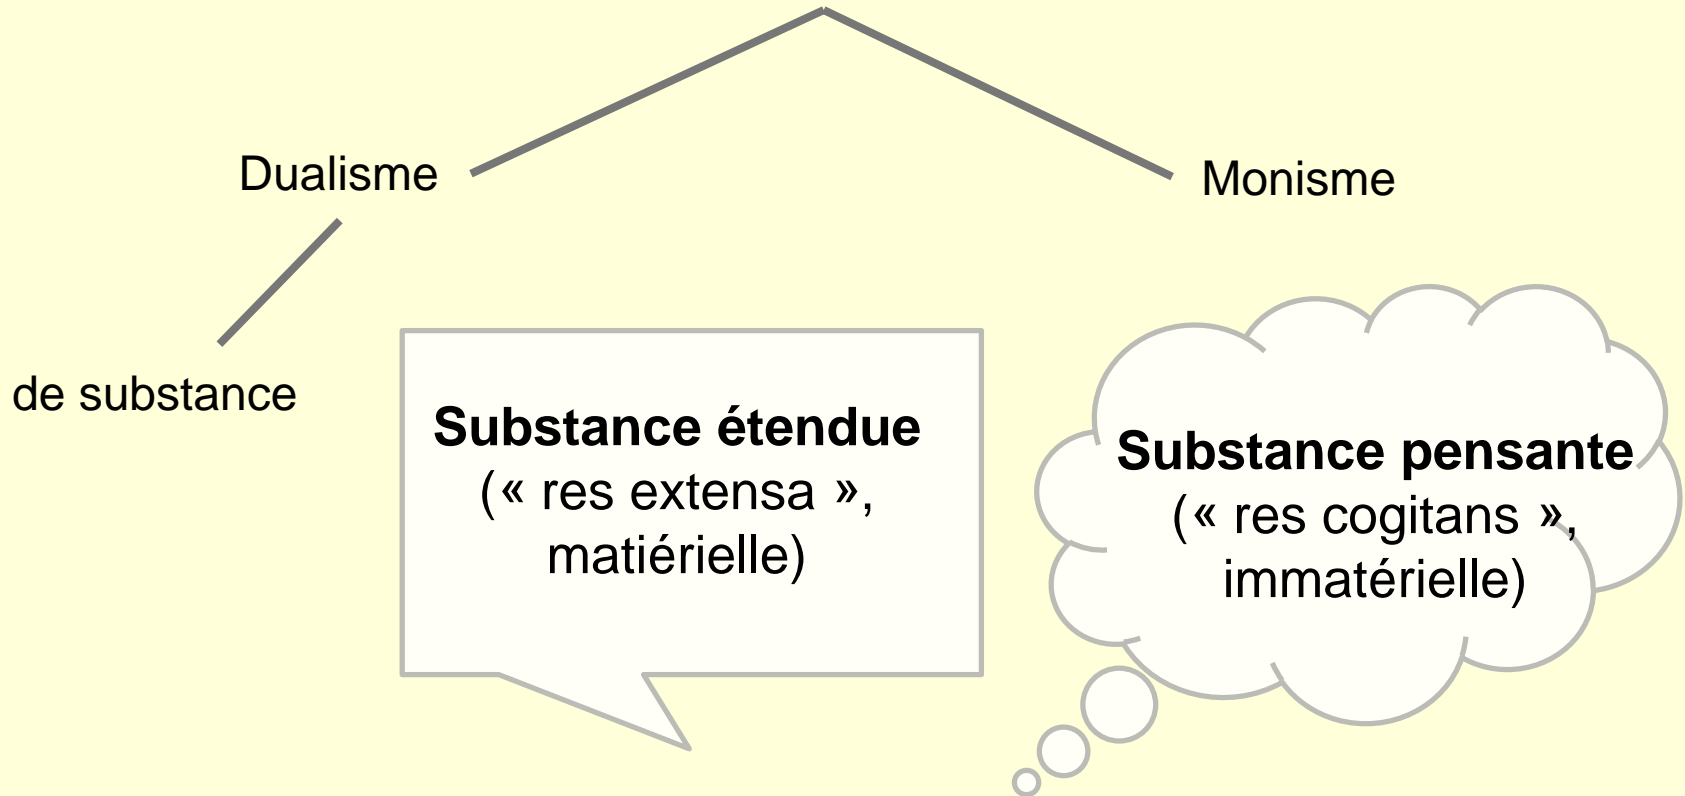 Dualisme
Monisme
de substance
Substance étendue
(« res extensa »,
matiérielle)
Substance pensante
(« res cogitans »,
immatérielle)